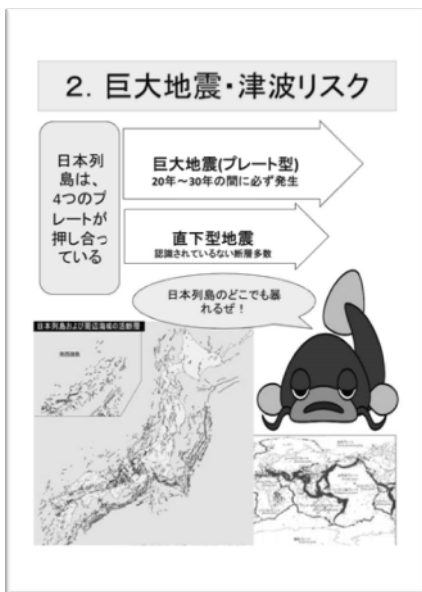 2. 巨大地震・津波リスク
日本列
島は、
4つのプ
レートが
押し合っ
ている
巨大地震(プレート型)
20年～30年の間に必ず発生
直下型地震
認識されているない断層多数
日本列島のどこでも暴
れるぜ！
日本列島および周辺海域の活断層
南西諸島